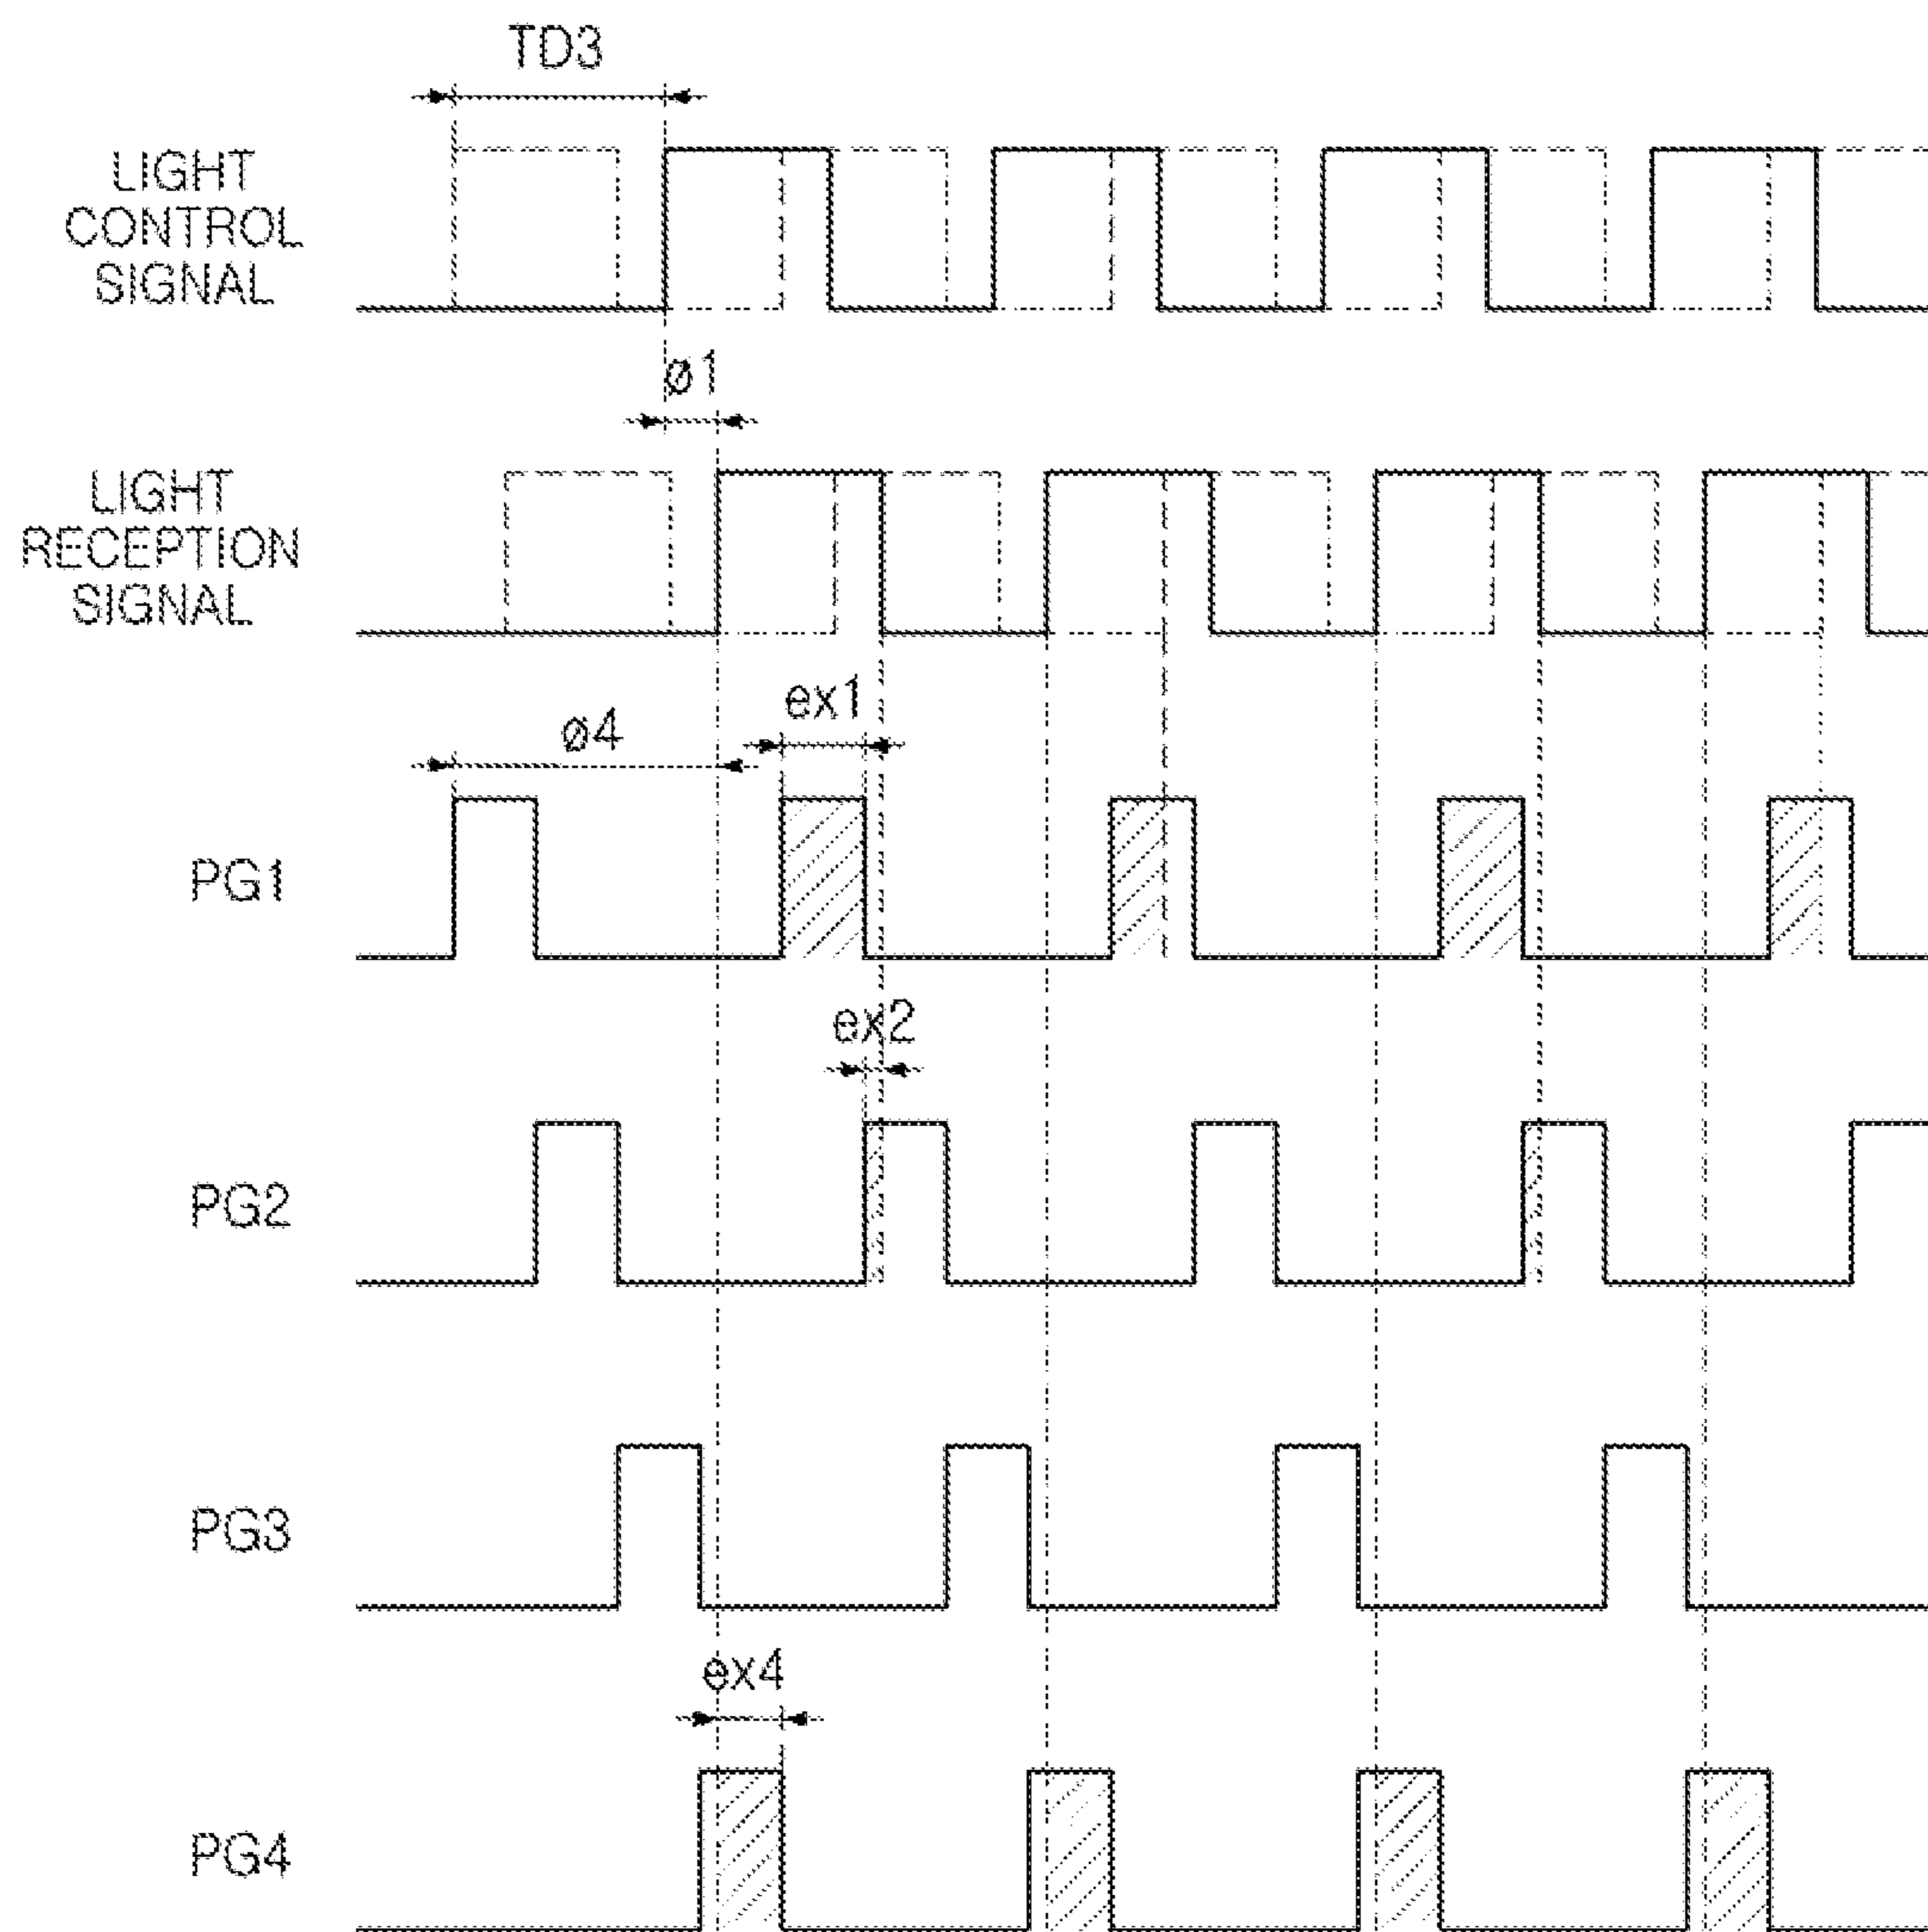 TD3
LIGHT
CONTROL
SIGNAL
ø1
LIGHT
RECEPTION
SIGNAL
ex1
ø4
PG1
ex2
PG2
PG3
ex4
PG4